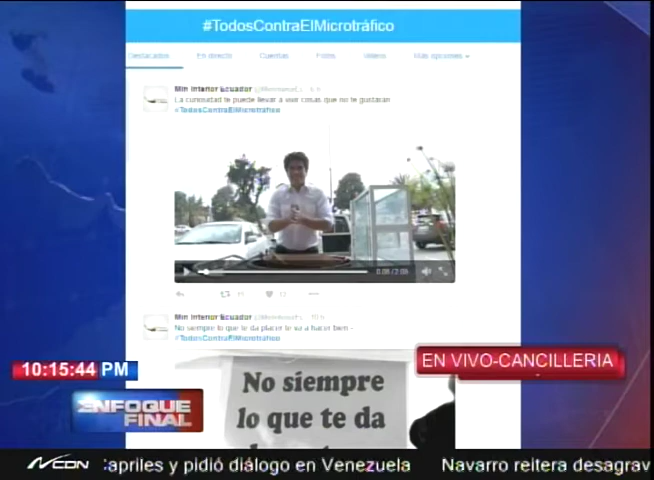 #TodosContraElMicrotráfico
Destacados En directo Cuentas Fotos Videos Más opciones
Min Interior Ecuador
La curiosidad te puede llevar a vivir cosas que no te gustarán
#TodosContraElMicrotráfico
0:06 / 2:09
Min Interior Ecuador
No siempre lo que te da placer te va a hacer bien -
#TodosContraElMicrotráfico
No siempre
lo que te da
EN VIVO-CANCILLERIA
10:15:44 PM
ENFOQUE
FINAL
NCDN apriles y pidió diálogo en Venezuela Navarro reitera desagrav